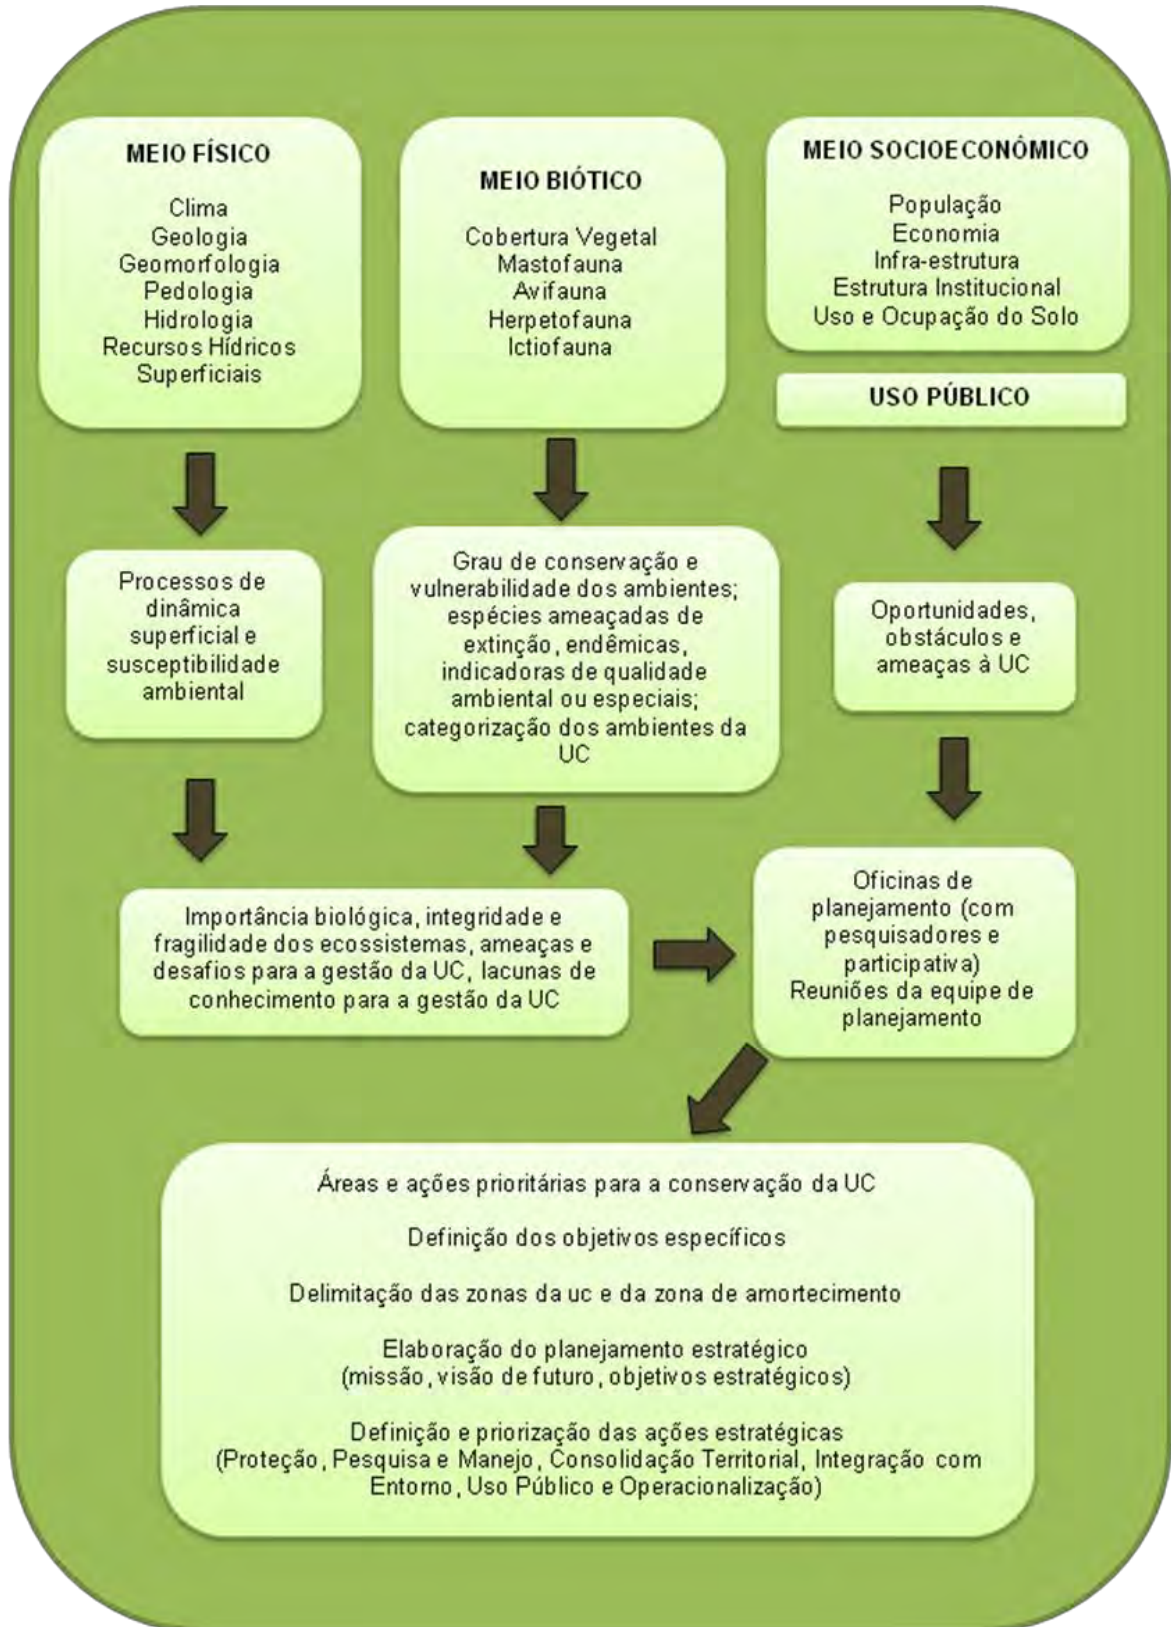 MEIO FÍSICO
Clima
Geologia
Geomorfologia
Pedologia
Hidrologia
Recursos Hídricos
Superficiais
MEIO BIÓTICO
Cobertura Vegetal
Mastofauna
Avifauna
Herpetofauna
Ictiofauna
MEIO SOCIOECONÔMICO
População
Economia
Infra-estrutura
Estrutura Institucional
Uso e Ocupação do Solo
USO PÚBLICO
Processos de
dinâmica
superficial e
susceptibilidade
ambiental
Grau de conservação e
vulnerabilidade dos ambientes;
espécies ameaçadas de
extinção, endêmicas,
indicadoras de qualidade
ambiental ou especiais;
categorização dos ambientes da
UC
Oportunidades,
obstáculos e
ameaças à UC
Importância biológica, integridade e
fragilidade dos ecossistemas, ameaças e
desafios para a gestão da UC, lacunas de
conhecimento para a gestão da UC
Oficinas de
planejamento (com
pesquisadores e
participativa)
Reuniões da equipe de
planejamento
Áreas e ações prioritárias para a conservação da UC
Definição dos objetivos específicos
Delimitação das zonas da uc e da zona de amortecimento
Elaboração do planejamento estratégico
(missão, visão de futuro, objetivos estratégicos)
Definição e priorização das ações estratégicas
(Proteção, Pesquisa e Manejo, Consolidação Territorial, Integração com
Entorno, Uso Público e Operacionalização)